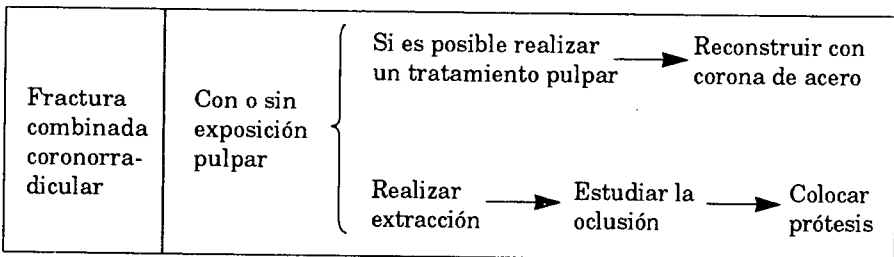 Fractura
combinada
coronorra-
dicular
Con o sin
exposición
pulpar
Si es posible realizar
un tratamiento pulpar
Reconstruir con
corona de acero
Realizar
extracción
Estudiar la
oclusión
Colocar
prótesis